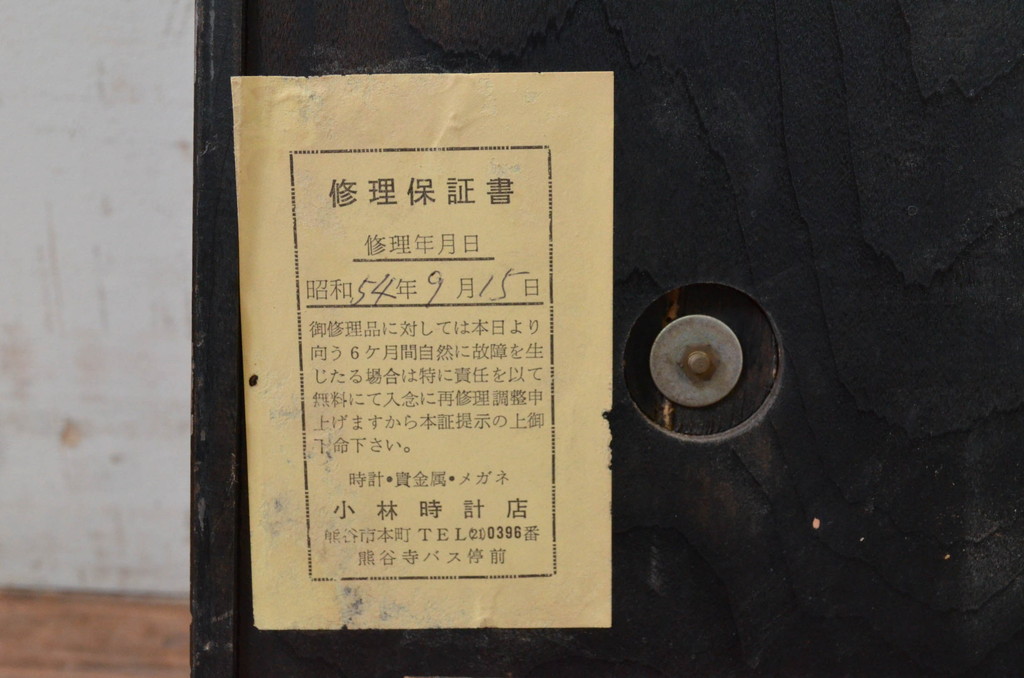 修理保証書
修理年月日
昭和54年9月15日
御修理品に対しては本日より
向う6ケ月間自然に故障を生
じたる場合は特に責任を以て
無料にて入念に再修理調整申
上げますから本証提示の上御
下命下さい。
時計・貴金属・メガネ
小林時計店
熊谷市本町 TEL 0396番
熊谷寺バス停前